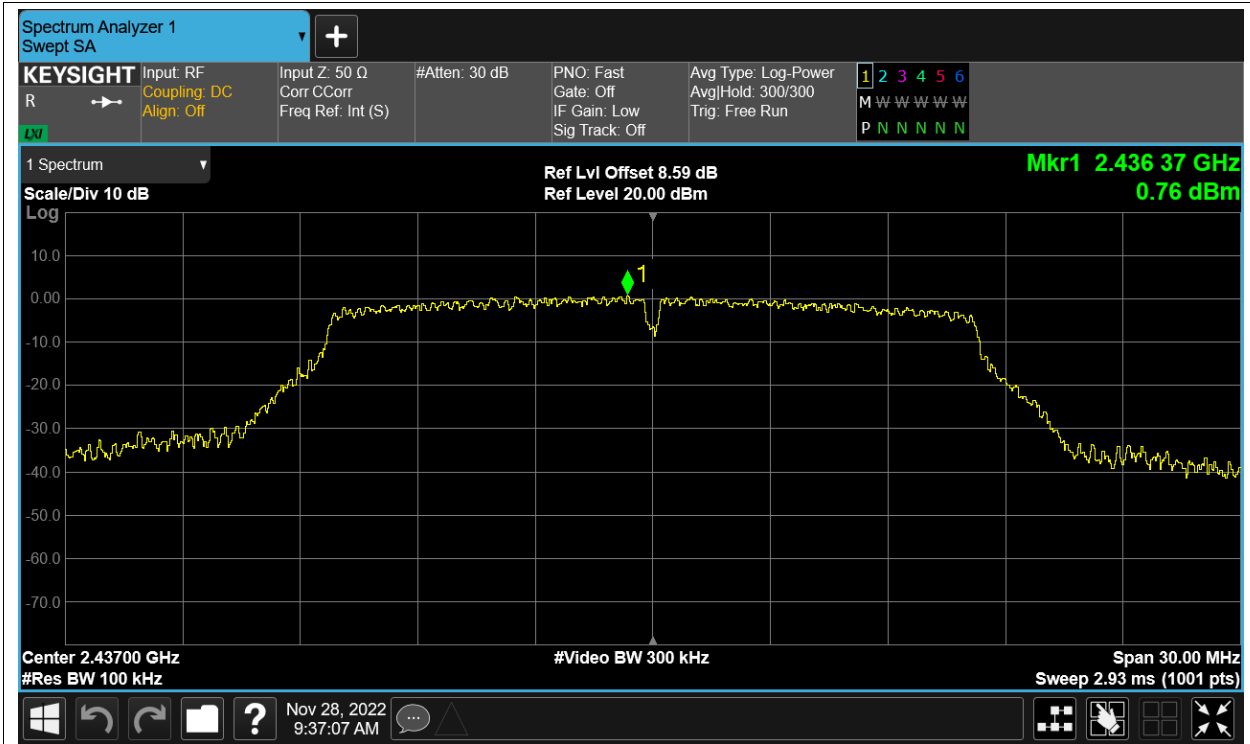 Spectrum Analyzer 1
Swept SA
KEYSIGHT
R
LXI
Input: RF
Coupling: DC
Align: Off
Input Z: 50 Ω
Corr CCorr
Freq Ref: Int (S)
#Atten: 30 dB
PNO: Fast
Gate: Off
IF Gain: Low
Sig Track: Off
Avg Type: Log-Power
Avg|Hold: 300/300
Trig: Free Run
1 2 3 4 5 6
M W W W W W
P N N N N N
1 Spectrum
Scale/Div 10 dB
Log
Ref Lvl Offset 8.59 dB
Ref Level 20.00 dBm
Mkr1 2.436 37 GHz
0.76 dBm
1
10.0
0.00
-10.0
-20.0
-30.0
-40.0
-50.0
-60.0
-70.0
Center 2.43700 GHz
#Res BW 100 kHz
#Video BW 300 kHz
Span 30.00 MHz
Sweep 2.93 ms (1001 pts)
?
Nov 28, 2022
9:37:07 AM